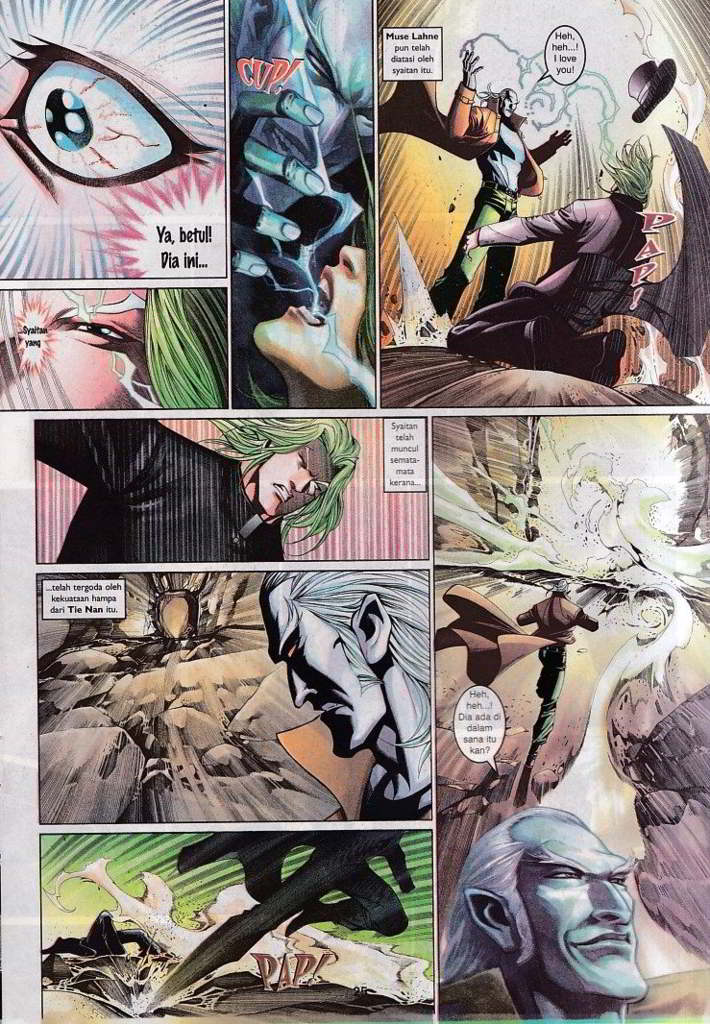 Ya, betul!
Dia ini...
CUP!
Muse Lahne
pun telah
diatasi oleh
syaitan itu.
Heh,
heh...!
I love
you!
PAP!
...Syaitan
yang
Syaitan
telah
muncul
semata-
mata
kerana...
...telah tergoda oleh
kekuataan hampa
dari Tie Nan itu.
Heh,
heh...!
Dia ada di
dalam
sana itu
kan?
PAP!